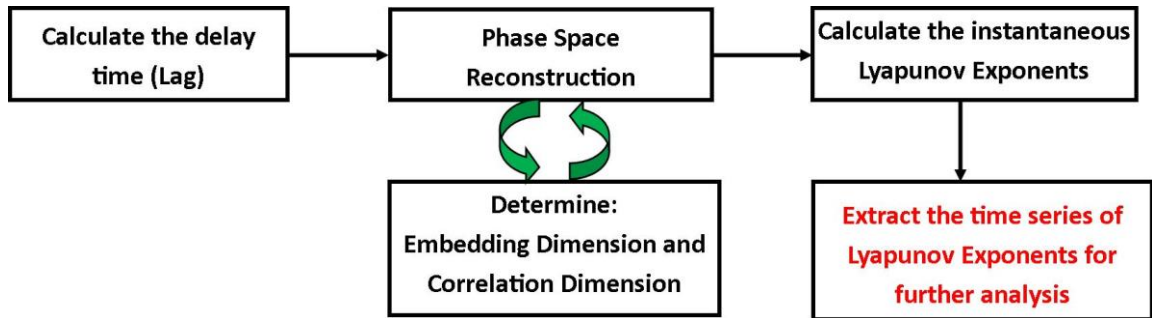 Calculate the delay
time (Lag)
Phase Space
Reconstruction
Calculate the instantaneous
Lyapunov Exponents
Determine:
Embedding Dimension and
Correlation Dimension
Extract the time series of
Lyapunov Exponents for
further analysis